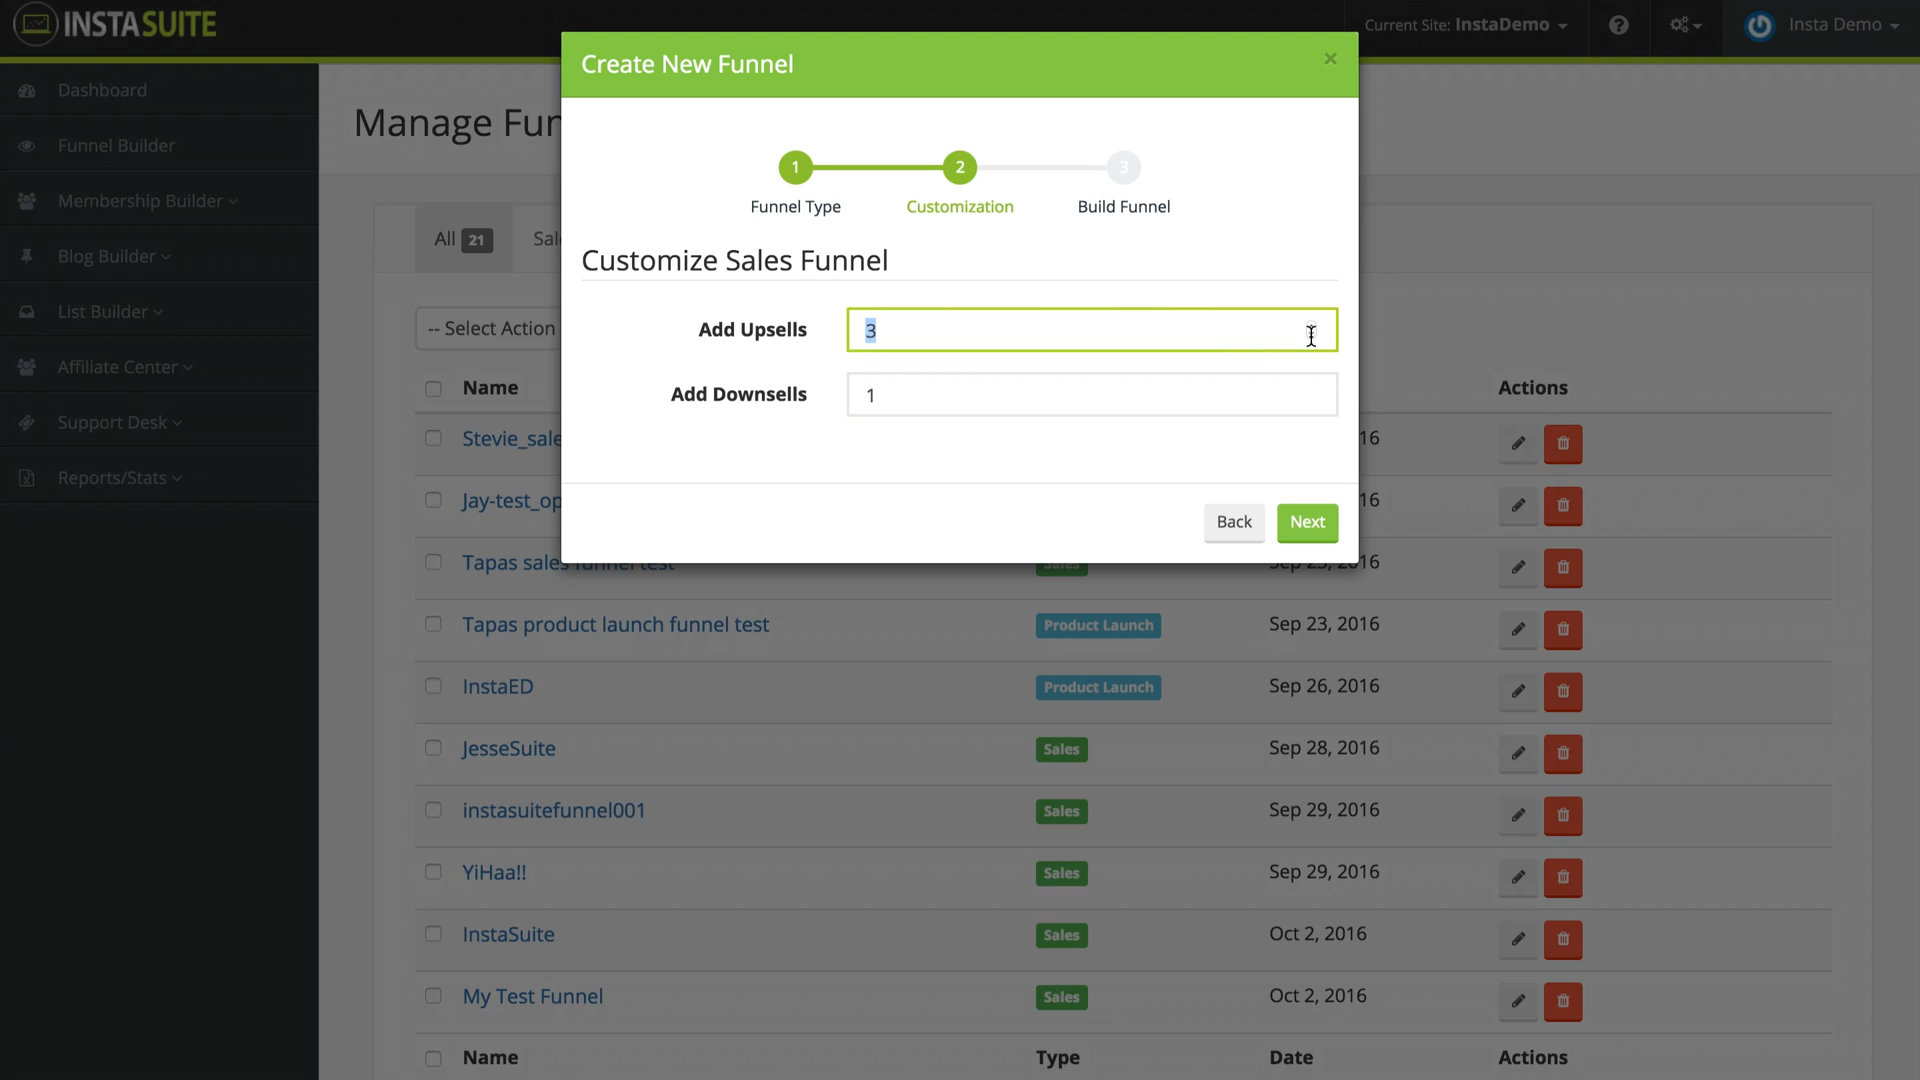 INSTASUITE
Current Site: InstaDemo
Insta Demo
Dashboard
Funnel Builder
Membership Builder
Blog Builder
List Builder
Affiliate Center
Support Desk
Reports/Stats
Manage Fun
Create New Funnel
×
1
2
3
Funnel Type
Customization
Build Funnel
Customize Sales Funnel
Add Upsells
3
Add Downsells
1
Back
Next
All 21
Sal
-- Select Action
Name
Actions
Stevie_sale
16
Jay-test_op
16
Tapas sales funnel test
Sales
Sep 23, 2016
Tapas product launch funnel test
Product Launch
Sep 23, 2016
InstaED
Product Launch
Sep 26, 2016
JesseSuite
Sales
Sep 28, 2016
instasuitefunnel001
Sales
Sep 29, 2016
YiHaa!!
Sales
Sep 29, 2016
InstaSuite
Sales
Oct 2, 2016
My Test Funnel
Sales
Oct 2, 2016
Name
Type
Date
Actions